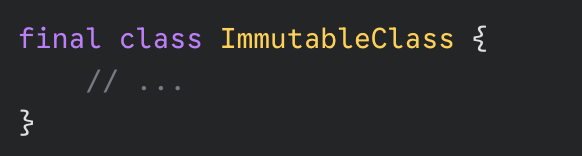 final class ImmutableClass {
    // ...
}